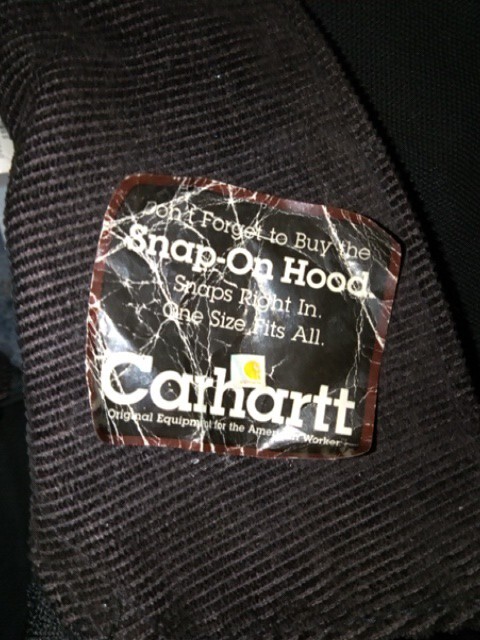 Don't Forget to Buy the
Snap-On Hood.
Snaps Right In.
One Size Fits All.
Carhartt
Original Equipment for the American Worker